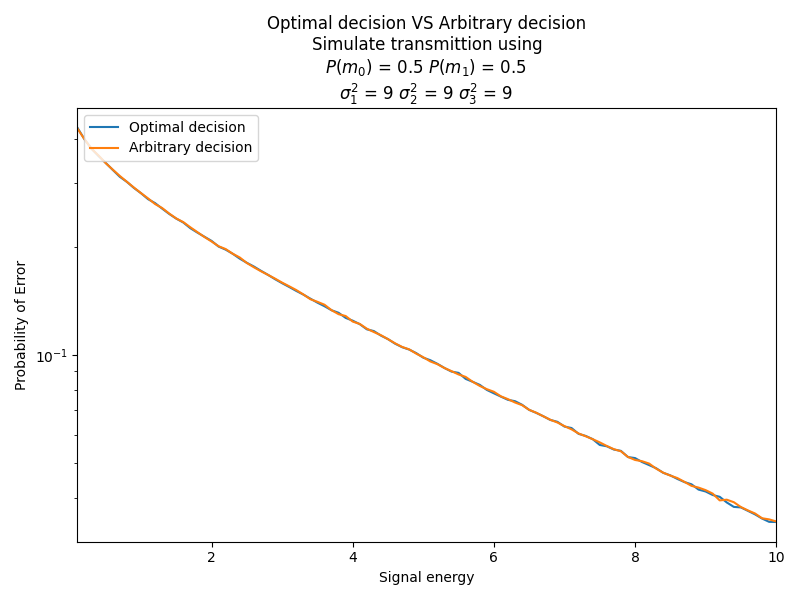 Optimal decision VS Arbitrary decision
Simulate transmittion using
P(m₀) = 0.5 P(m₁) = 0.5
σ₁² = 9 σ₂² = 9 σ₃² = 9
Optimal decision
Arbitrary decision
Probability of Error
10⁻¹
2 4 6 8 10
Signal energy